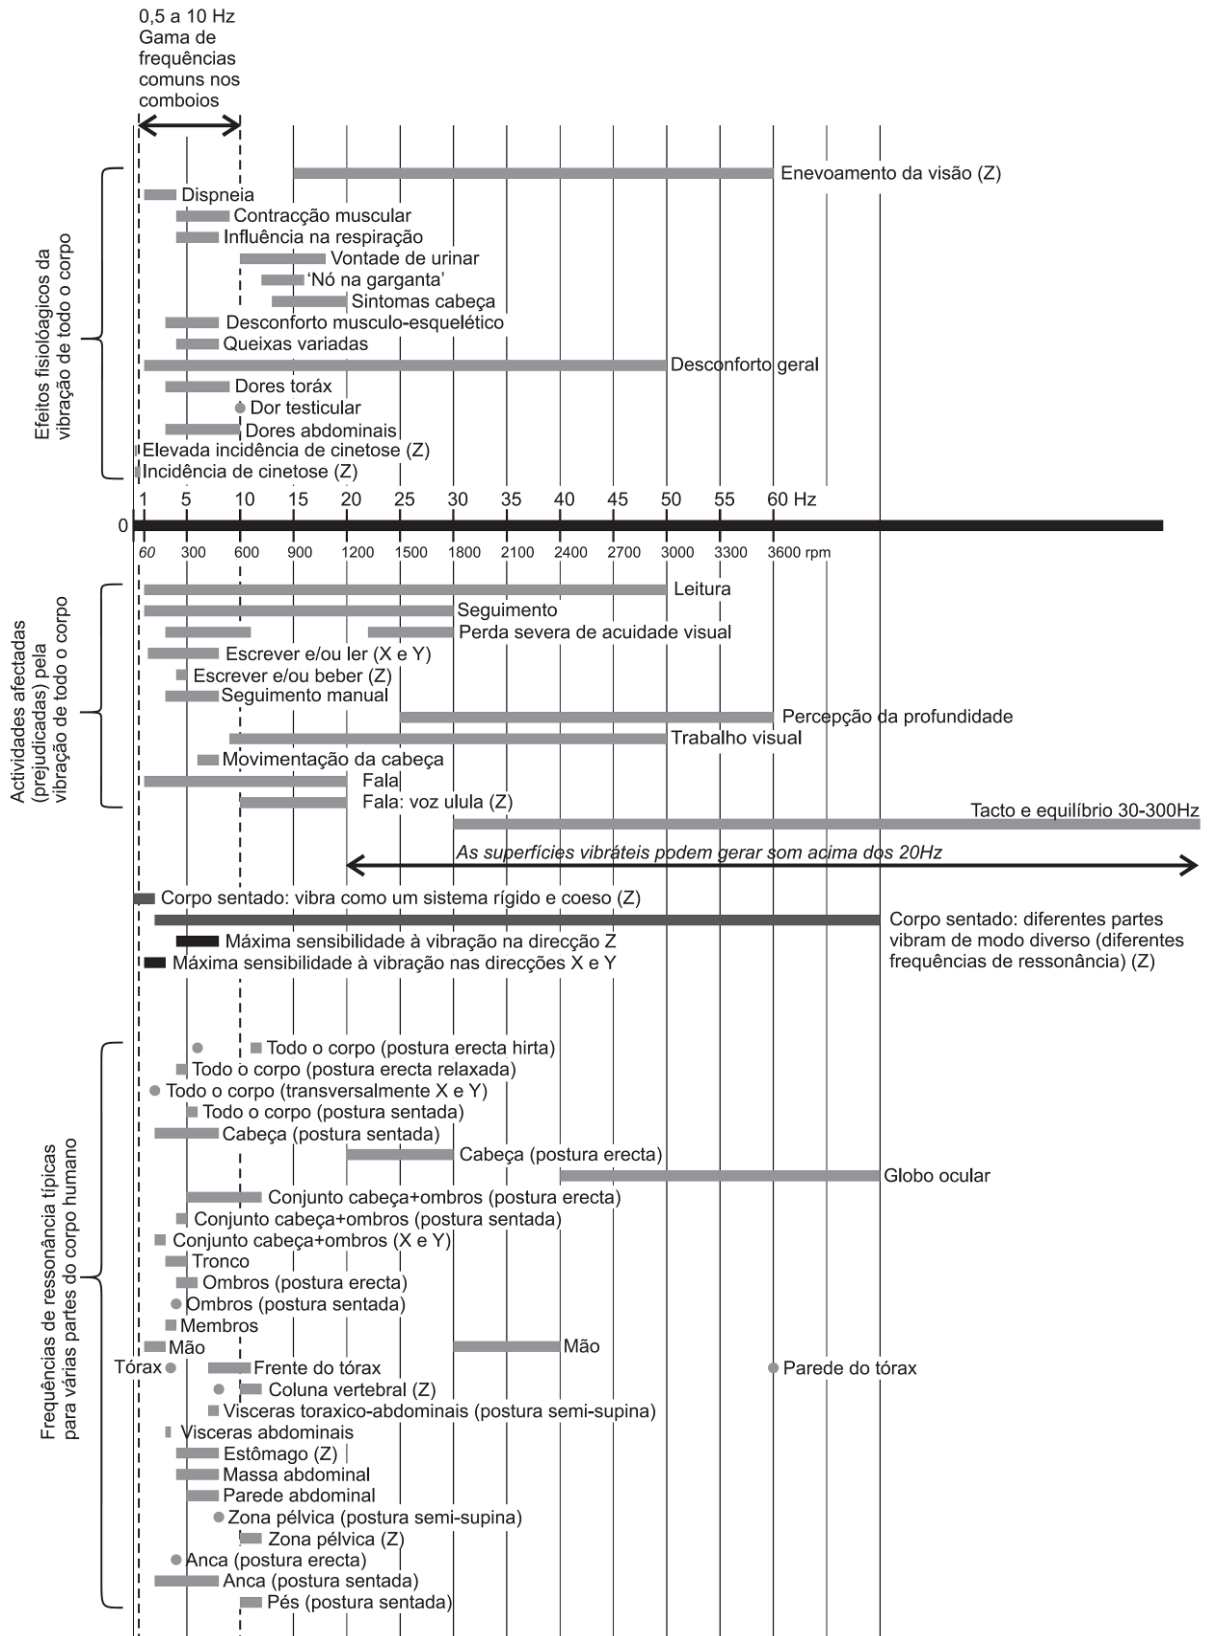 0,5 a 10 Hz
Gama de
frequências
comuns nos
comboios
Efeitos fisiolóagicos da
vibração de todo o corpo
Enevoamento da visão (Z)
Dispneia
Contracção muscular
Influência na respiração
Vontade de urinar
‘Nó na garganta’
Sintomas cabeça
Desconforto musculo-esquelético
Queixas variadas
Desconforto geral
Dores toráx
Dor testicular
Dores abdominais
Elevada incidência de cinetose (Z)
Incidência de cinetose (Z)
1 5 10 15 20 25 30 35 40 45 50 55 60 Hz
0
60 300 600 900 1200 1500 1800 2100 2400 2700 3000 3300 3600 rpm
Actividades afectadas
(prejudicadas) pela
vibração de todo o corpo
Leitura
Seguimento
Perda severa de acuidade visual
Escrever e/ou ler (X e Y)
Escrever e/ou beber (Z)
Seguimento manual
Percepção da profundidade
Trabalho visual
Movimentação da cabeça
Fala
Fala: voz ulula (Z)
Tacto e equilíbrio 30-300Hz
As superfícies vibráteis podem gerar som acima dos 20Hz
Corpo sentado: vibra como um sistema rígido e coeso (Z)
Corpo sentado: diferentes partes
vibram de modo diverso (diferentes
frequências de ressonância) (Z)
Máxima sensibilidade à vibração na direcção Z
Máxima sensibilidade à vibração nas direcções X e Y
Frequências de ressonância típicas
para várias partes do corpo humano
Todo o corpo (postura erecta hirta)
Todo o corpo (postura erecta relaxada)
Todo o corpo (transversalmente X e Y)
Todo o corpo (postura sentada)
Cabeça (postura sentada)
Cabeça (postura erecta)
Globo ocular
Conjunto cabeça+ombros (postura erecta)
Conjunto cabeça+ombros (postura sentada)
Conjunto cabeça+ombros (X e Y)
Tronco
Ombros (postura erecta)
Ombros (postura sentada)
Membros
Mão Mão
Tórax Frente do tórax Parede do tórax
Coluna vertebral (Z)
Visceras toraxico-abdominais (postura semi-supina)
Visceras abdominais
Estômago (Z)
Massa abdominal
Parede abdominal
Zona pélvica (postura semi-supina)
Zona pélvica (Z)
Anca (postura erecta)
Anca (postura sentada)
Pés (postura sentada)